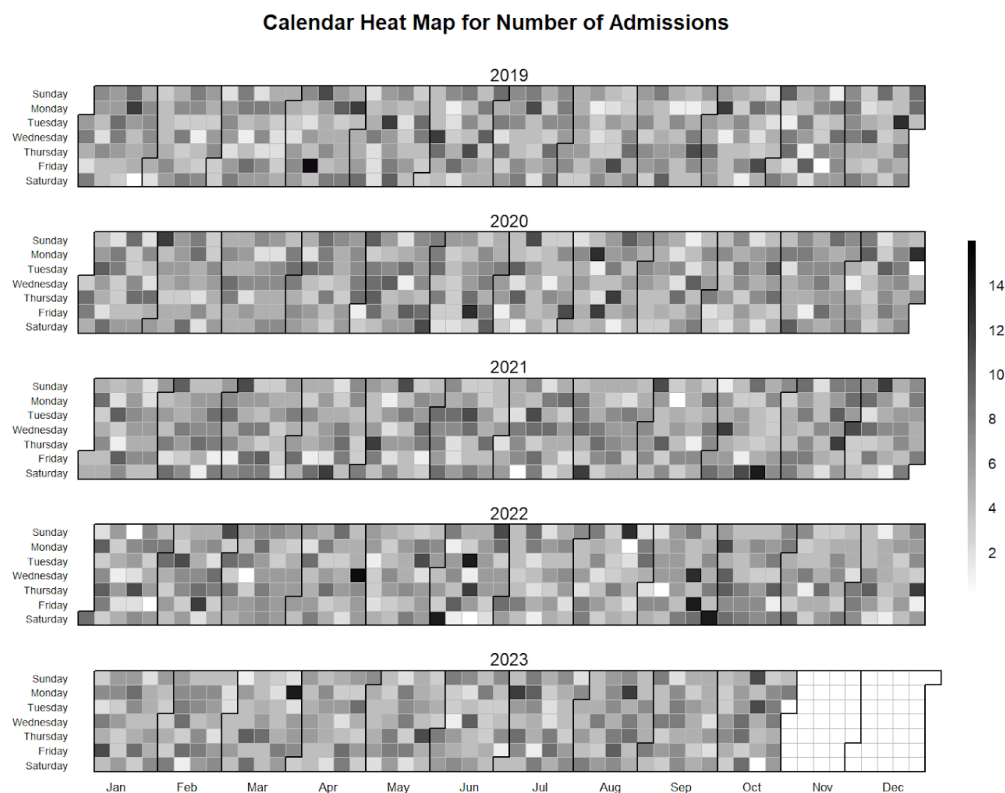 Calendar Heat Map for Number of Admissions
2019
Sunday
Monday
Tuesday
Wednesday
Thursday
Friday
Saturday
2020
Sunday
Monday
Tuesday
Wednesday
Thursday
Friday
Saturday
14
12
10
8
6
4
2
2021
Sunday
Monday
Tuesday
Wednesday
Thursday
Friday
Saturday
2022
Sunday
Monday
Tuesday
Wednesday
Thursday
Friday
Saturday
2023
Sunday
Monday
Tuesday
Wednesday
Thursday
Friday
Saturday
Jan Feb Mar Apr May Jun Jul Aug Sep Oct Nov Dec